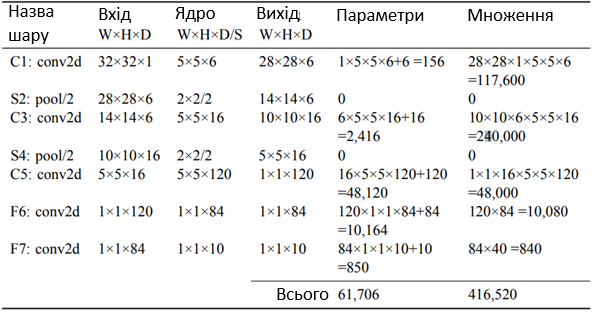 Назва шару Вхід W×H×D Ядро W×H×D/S Вихід W×H×D Параметри Множення
C1: conv2d 32×32×1 5×5×6 28×28×6 1×5×5×6+6 =156 28×28×1×5×5×6 =117,600
S2: pool/2 28×28×6 2×2/2 14×14×6 0 0
C3: conv2d 14×14×6 5×5×16 10×10×16 6×5×5×16+16 =2,416 10×10×6×5×5×16 =240,000
S4: pool/2 10×10×16 2×2/2 5×5×16 0 0
C5: conv2d 5×5×16 5×5×120 1×1×120 16×5×5×120+120 =48,120 1×1×16×5×5×120 =48,000
F6: conv2d 1×1×120 1×1×84 1×1×84 120×1×1×84+84 =10,164 120×84 =10,080
F7: conv2d 1×1×84 1×1×10 1×1×10 84×1×1×10+10 =850 84×40 =840
Всього 61,706 416,520